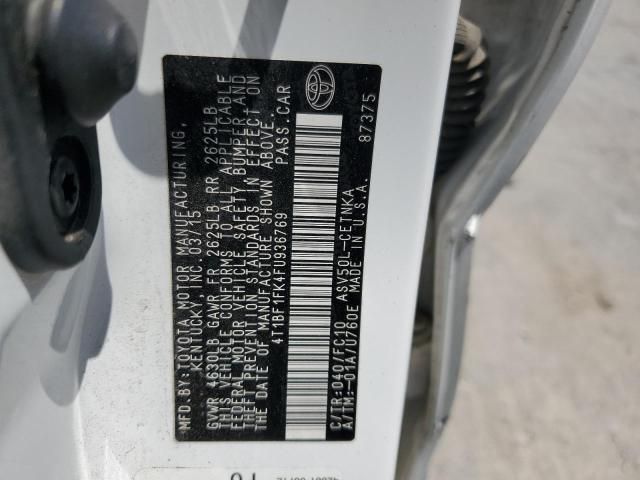 MFD.BY:TOYOTA MOTOR MANUFACTURING,
KENTUCKY, INC. 03/15
GVWR 4630LB GAWR FR 2625LB RR 2625LB
THIS VEHICLE CONFORMS TO ALL APPLICABLE
FEDERAL MOTOR VEHICLE SAFETY BUMPER, AND
THEFT PREVENTION STANDARDS IN EFFECT ON
THE DATE OF MANUFACTURE SHOWN ABOVE.
4T1BF1FK4FU936769 PASS.CAR
C/TR:040/FC10 ASV50L-CETNKA
A/TM:-01A/U760E MADE IN U.S.A. 87375